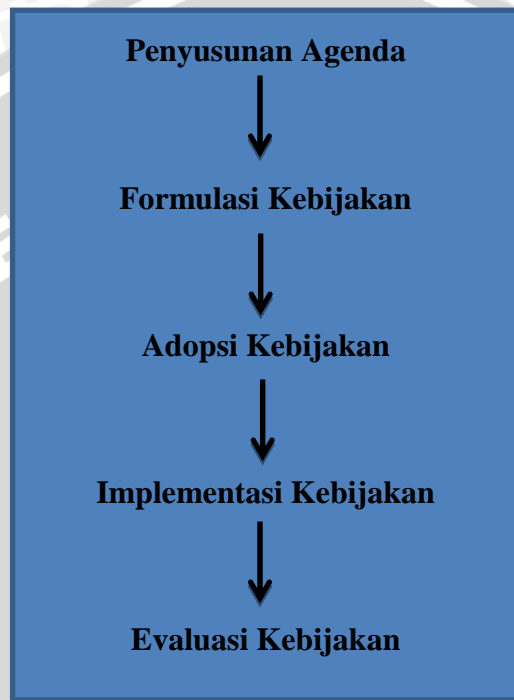 Penyusunan Agenda
Formulasi Kebijakan
Adopsi Kebijakan
Implementasi Kebijakan
Evaluasi Kebijakan